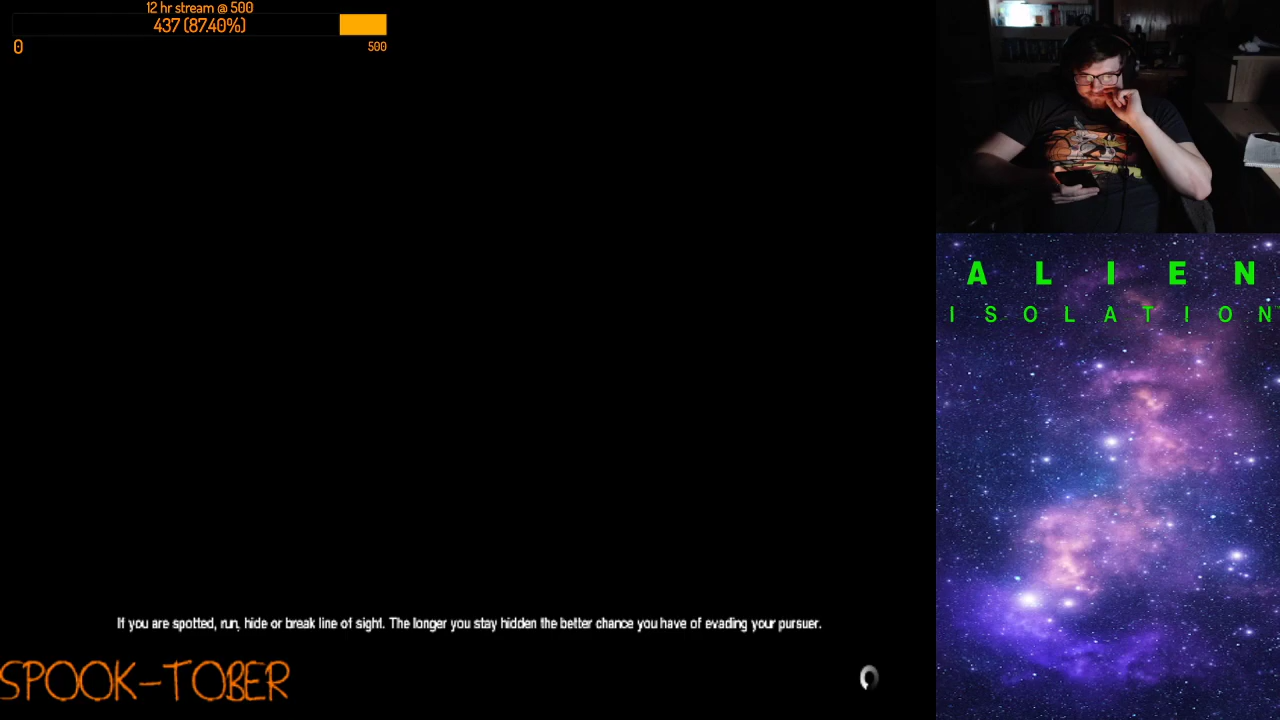 12 hr stream @ 500
437 (87.40%)
0
500
A L I E N
I S O L A T I O N
If you are spotted, run, hide or break line of sight. The longer you stay hidden the better chance you have of evading your pursuer.
SPOOK-TOBER